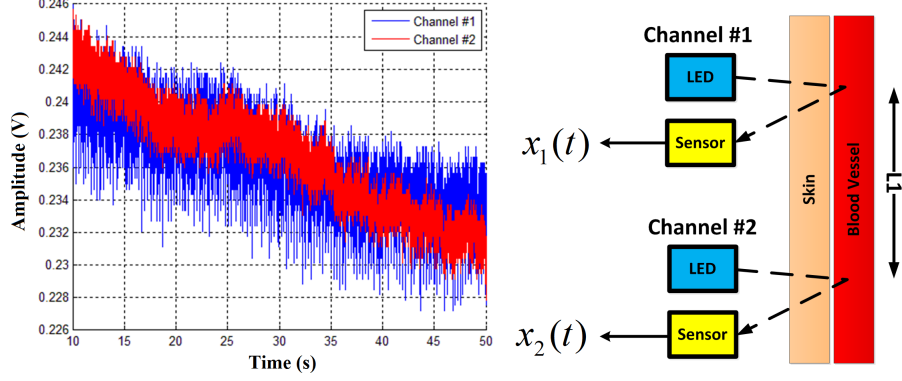 0.246
0.244
0.242
0.24
0.238
0.236
0.234
0.232
0.23
0.228
0.226
Amplitude (V)
10 15 20 25 30 35 40 45 50
Time (s)
Channel #1
Channel #2
Channel #1
LED
Sensor
x₁(t)
Channel #2
LED
Sensor
x₂(t)
Skin
Blood Vessel
L1